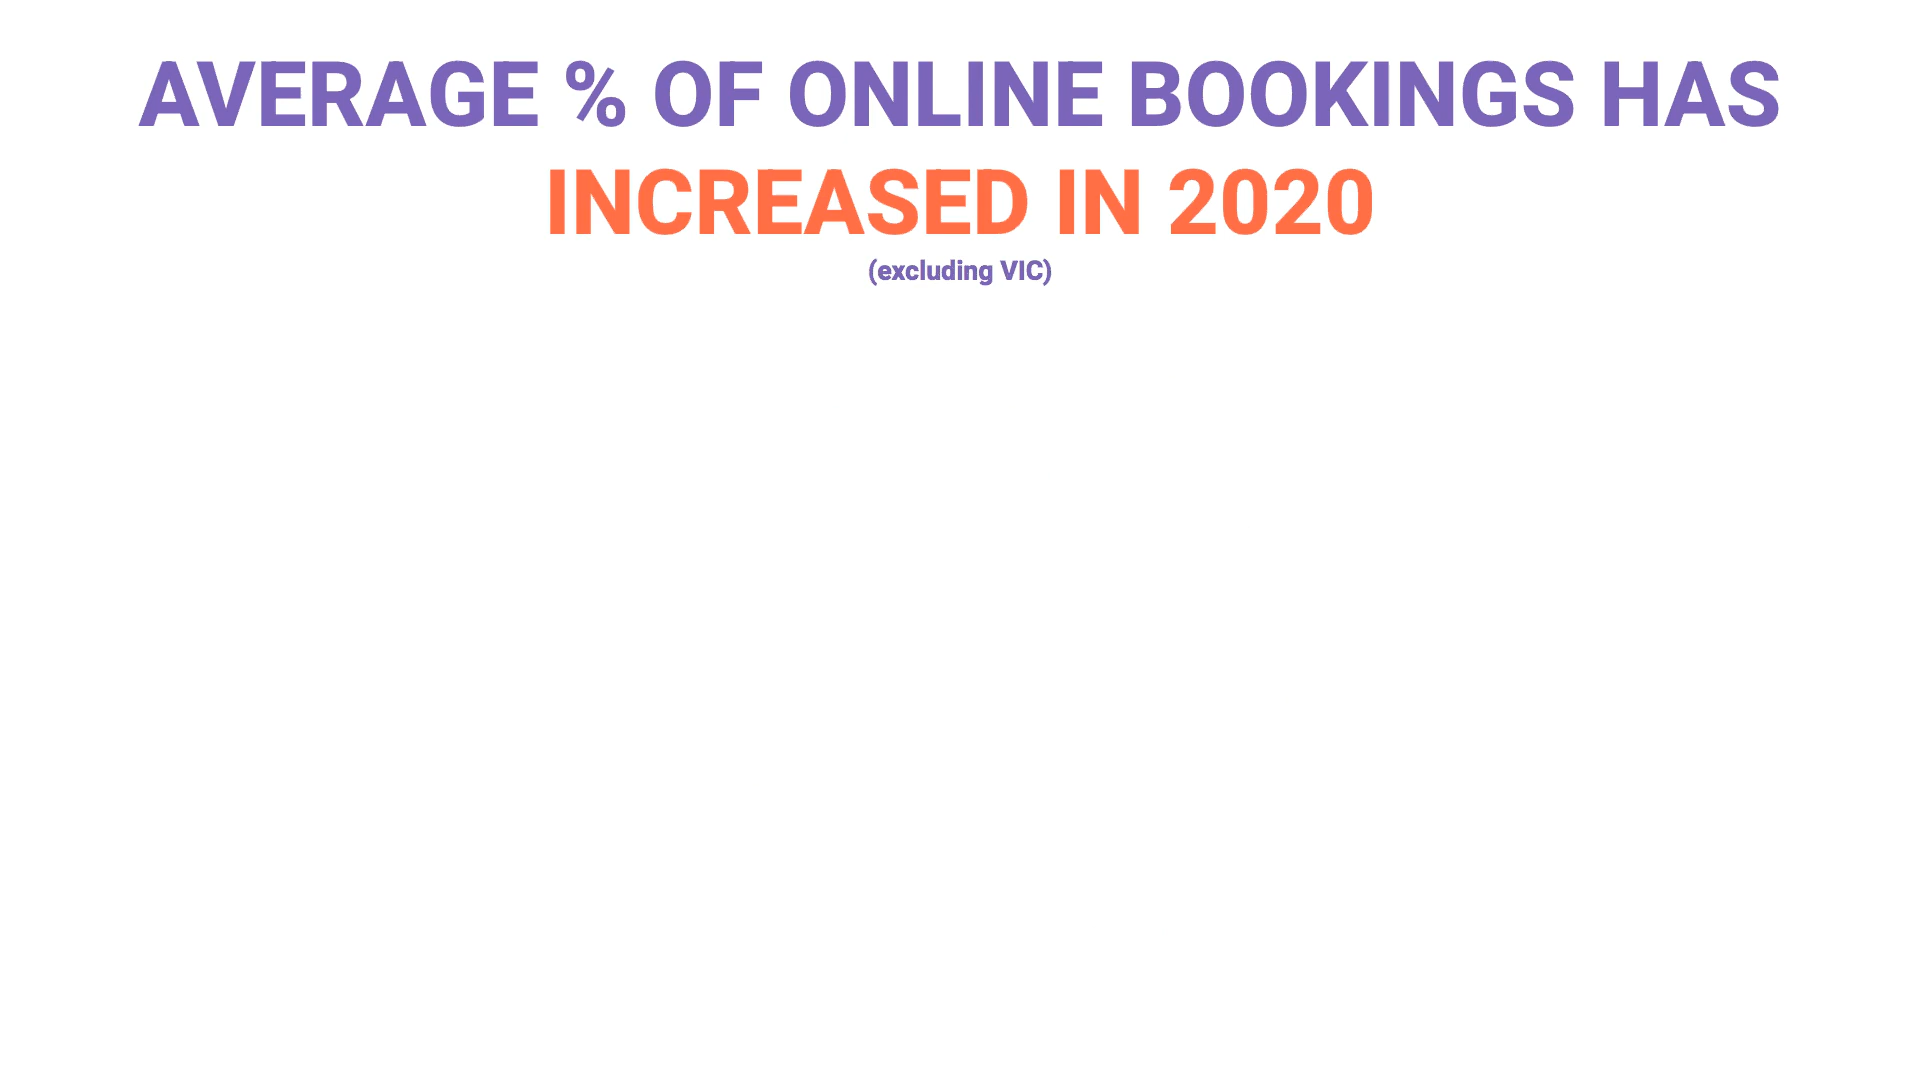 AVERAGE % OF ONLINE BOOKINGS HAS
INCREASED IN 2020
(excluding VIC)